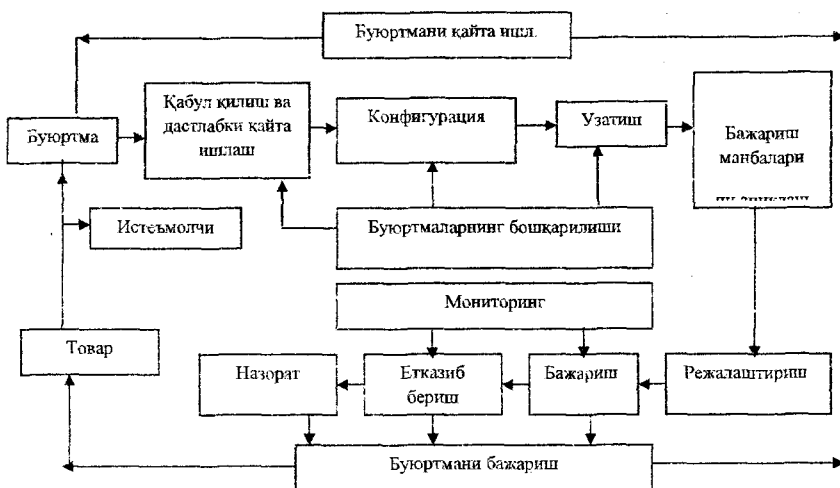 Буюртмани қайта ишл.
Қабул қилиш ва
дастлабки қайта
ишлаш
Конфигурация
Узатиш
Бажариш
манбалари
Буюртма
Истеъмолчи
Буюртмаларнинг бошқарилиши
Мониторинг
Товар
Назорат
Етказиб
бериш
Бажариш
Режалаштириш
Буюртмани бажариш